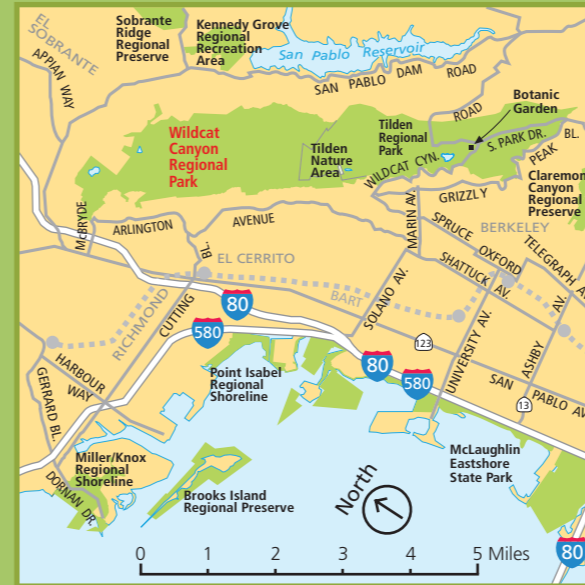 EL
SOBRANTE
APPIAN WAY
Sobrante
Ridge
Regional
Preserve
Kennedy Grove
Regional
Recreation
Area
San Pablo Reservoir
SAN PABLO DAM ROAD
ROAD
Botanic
Garden
Wildcat
Canyon
Regional
Park
Tilden
Nature
Area
Tilden
Regional
Park
WILDCAT CYN.
S. PARK DR.
BL.
PEAK
GRIZZLY
Claremon
Canyon
Regional
Preserve
McBRYDE
ARLINGTON
AVENUE
BL.
CUTTING
EL CERRITO
RICHMOND
MARIN AV.
SPRUCE
OXFORD
BERKELEY
SHATTUCK AV.
TELEGRAPH A
SOLANO AV.
BART
80
580
123
80
580
UNIVERSITY AV.
ASHBY
AV.
13
SAN PABLO AV
HARBOUR
WAY
GERRARD BL.
Point Isabel
Regional
Shoreline
Miller/Knox
Regional
Shoreline
DORNAN DR.
Brooks Island
Regional Preserve
McLaughlin
Eastshore
State Park
North
80
0 1 2 3 4 5 Miles